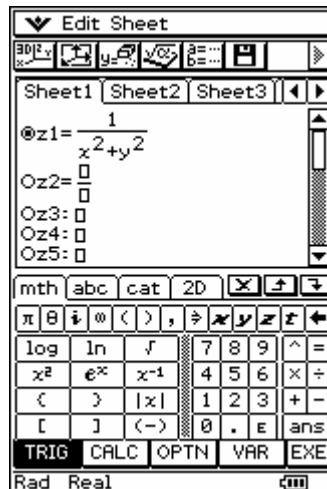 Edit Sheet
Sheet1 Sheet2 Sheet3
z1= 1/x²+y²
z2=▯/▯
z3:▯
z4:▯
z5:▯
mth abc cat 2D
π θ i ∞ ( ) , ⇒ x y z t ←
log ln √ 7 8 9 ^ =
x² eˣ x⁻¹ 4 5 6 × ÷
( ) |x| 1 2 3 + -
[ ] (-) 0 . E ans
TRIG CALC OPTN VAR EXE
Rad Real